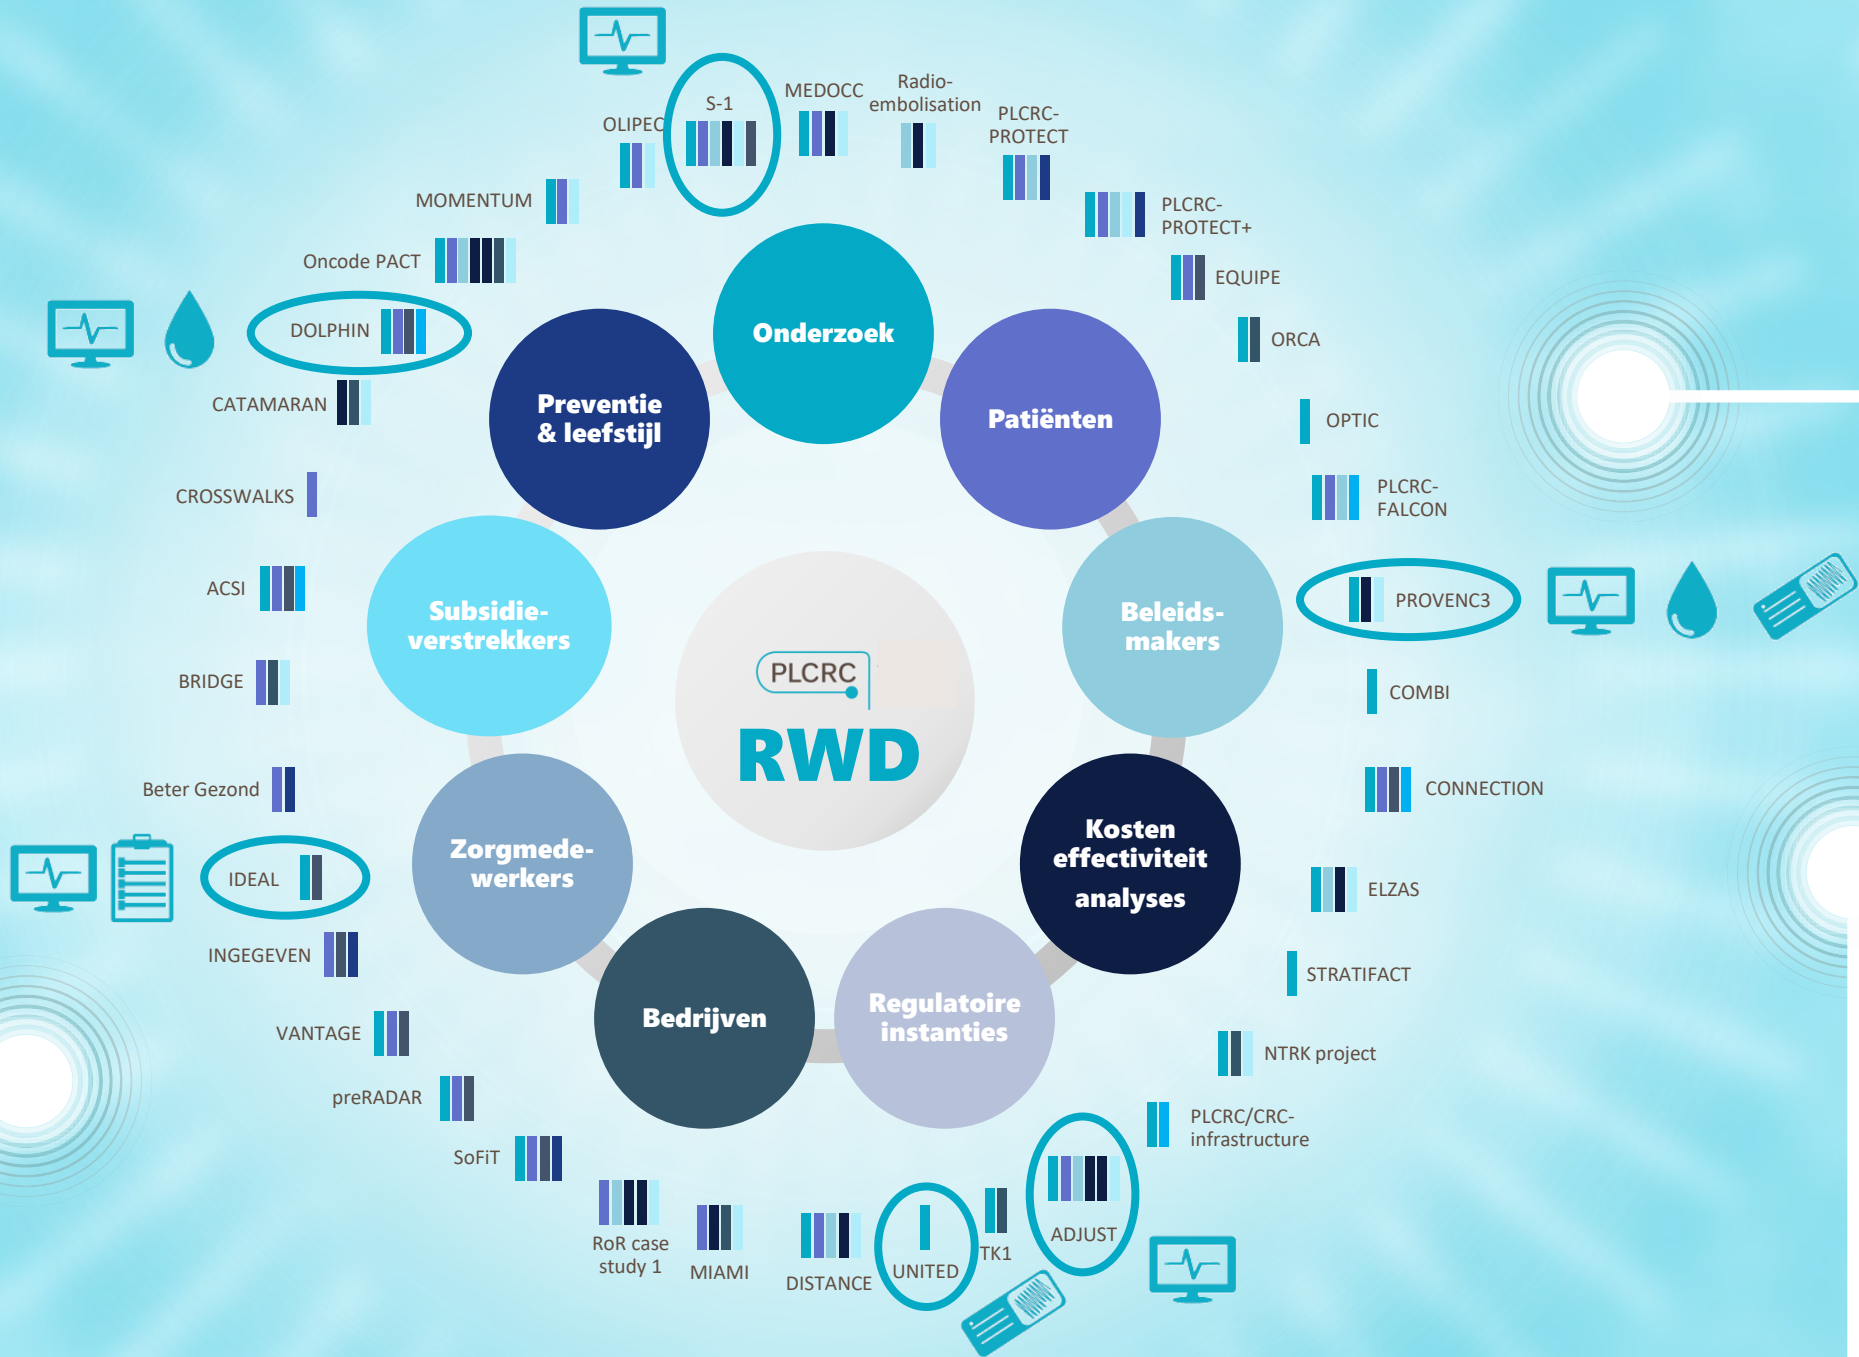 S-1
MEDOCC
Radio-
embolisation
PLCRC-
PROTECT
PLCRC-
PROTECT+
EQUIPE
ORCA
OPTIC
PLCRC-
FALCON
PROVENC3
COMBI
CONNECTION
ELZAS
STRATIFACT
NTRK project
PLCRC/CRC-
infrastructure
ADJUST
TK1
UNITED
DISTANCE
MIAMI
RoR case
study 1
SoFiT
preRADAR
VANTAGE
INGEGEVEN
IDEAL
Beter Gezond
BRIDGE
ACSI
CROSSWALKS
CATAMARAN
DOLPHIN
Oncode PACT
MOMENTUM
OLIPEC
Onderzoek
Patiënten
Beleids-
makers
Kosten
effectiviteit
analyses
Regulatoire
instanties
Bedrijven
Zorgmede-
werkers
Subsidie-
verstrekkers
Preventie
& leefstijl
PLCRC
RWD